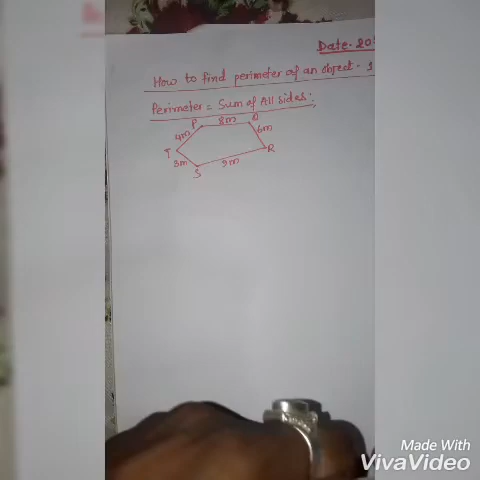 Date. 20
How to find perimeter of an object. 1
Perimeter = Sum of All sides:
P 8m Q
4m 6m
T R
3m 9m
S
Made With
VivaVideo